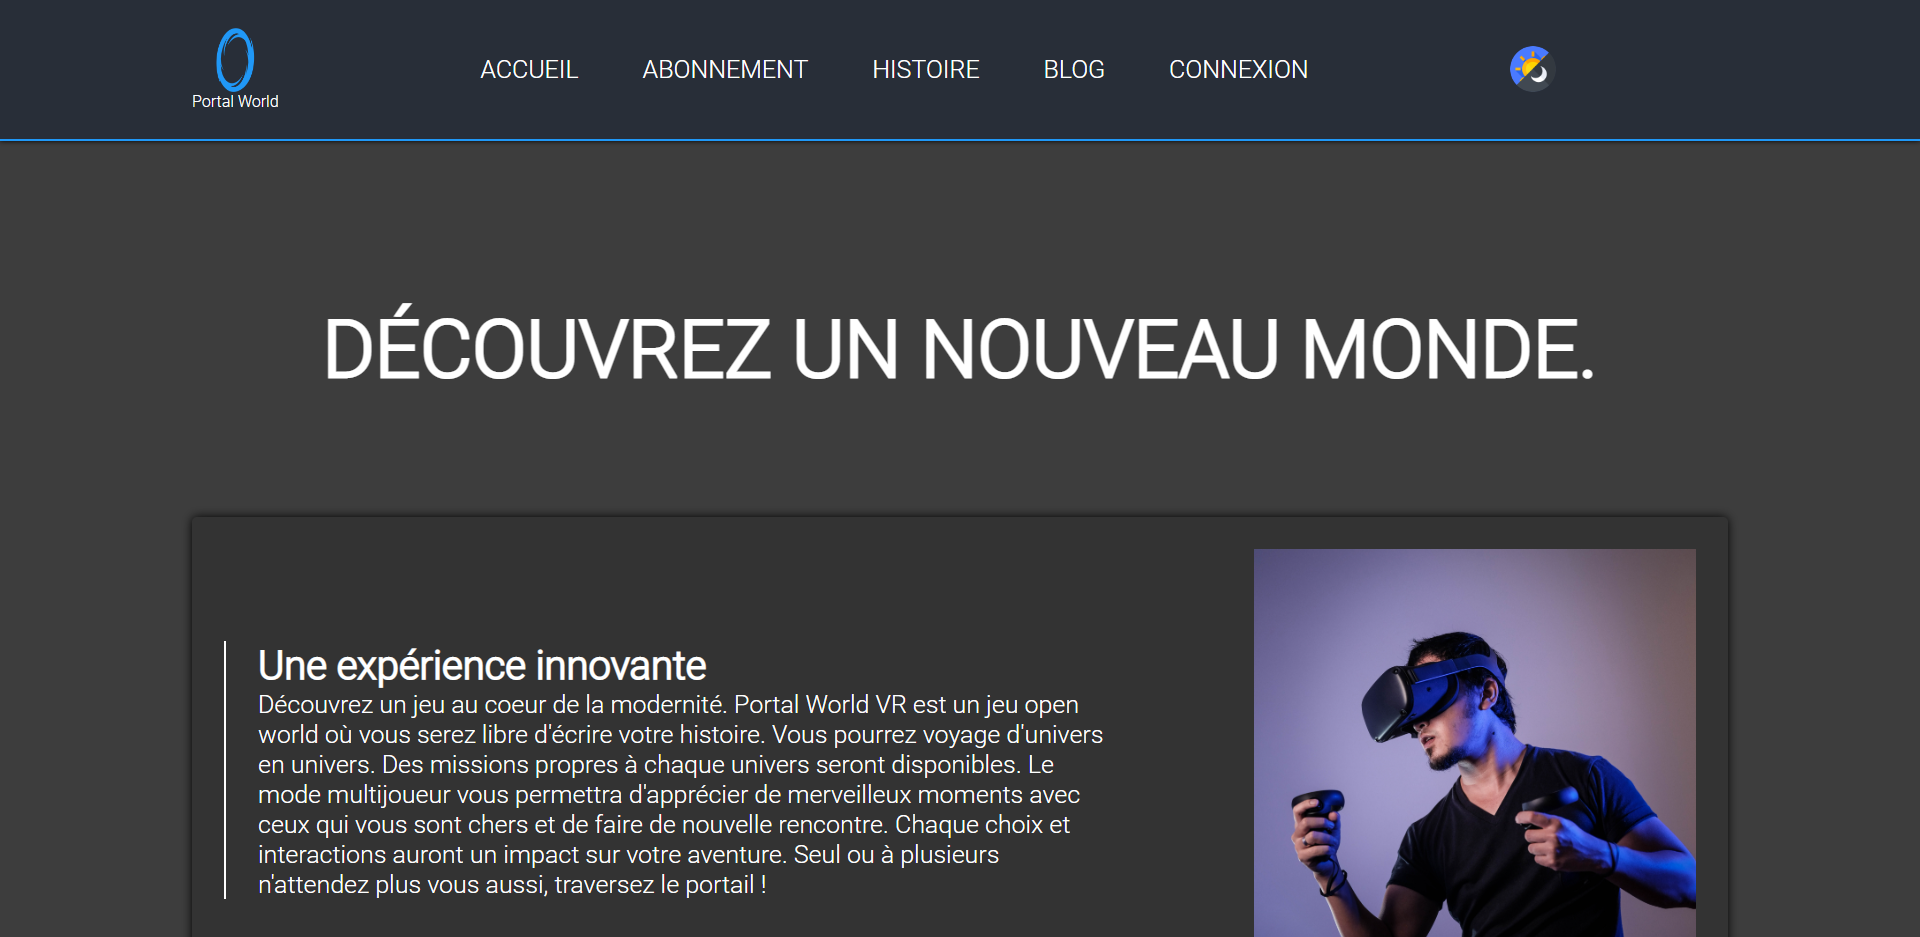 Portal World
ACCUEIL
ABONNEMENT
HISTOIRE
BLOG
CONNEXION
DÉCOUVREZ UN NOUVEAU MONDE.
Une expérience innovante
Découvrez un jeu au coeur de la modernité. Portal World VR est un jeu open
world où vous serez libre d'écrire votre histoire. Vous pourrez voyage d'univers
en univers. Des missions propres à chaque univers seront disponibles. Le
mode multijoueur vous permettra d'apprécier de merveilleux moments avec
ceux qui vous sont chers et de faire de nouvelle rencontre. Chaque choix et
interactions auront un impact sur votre aventure. Seul ou à plusieurs
n'attendez plus vous aussi, traversez le portail !